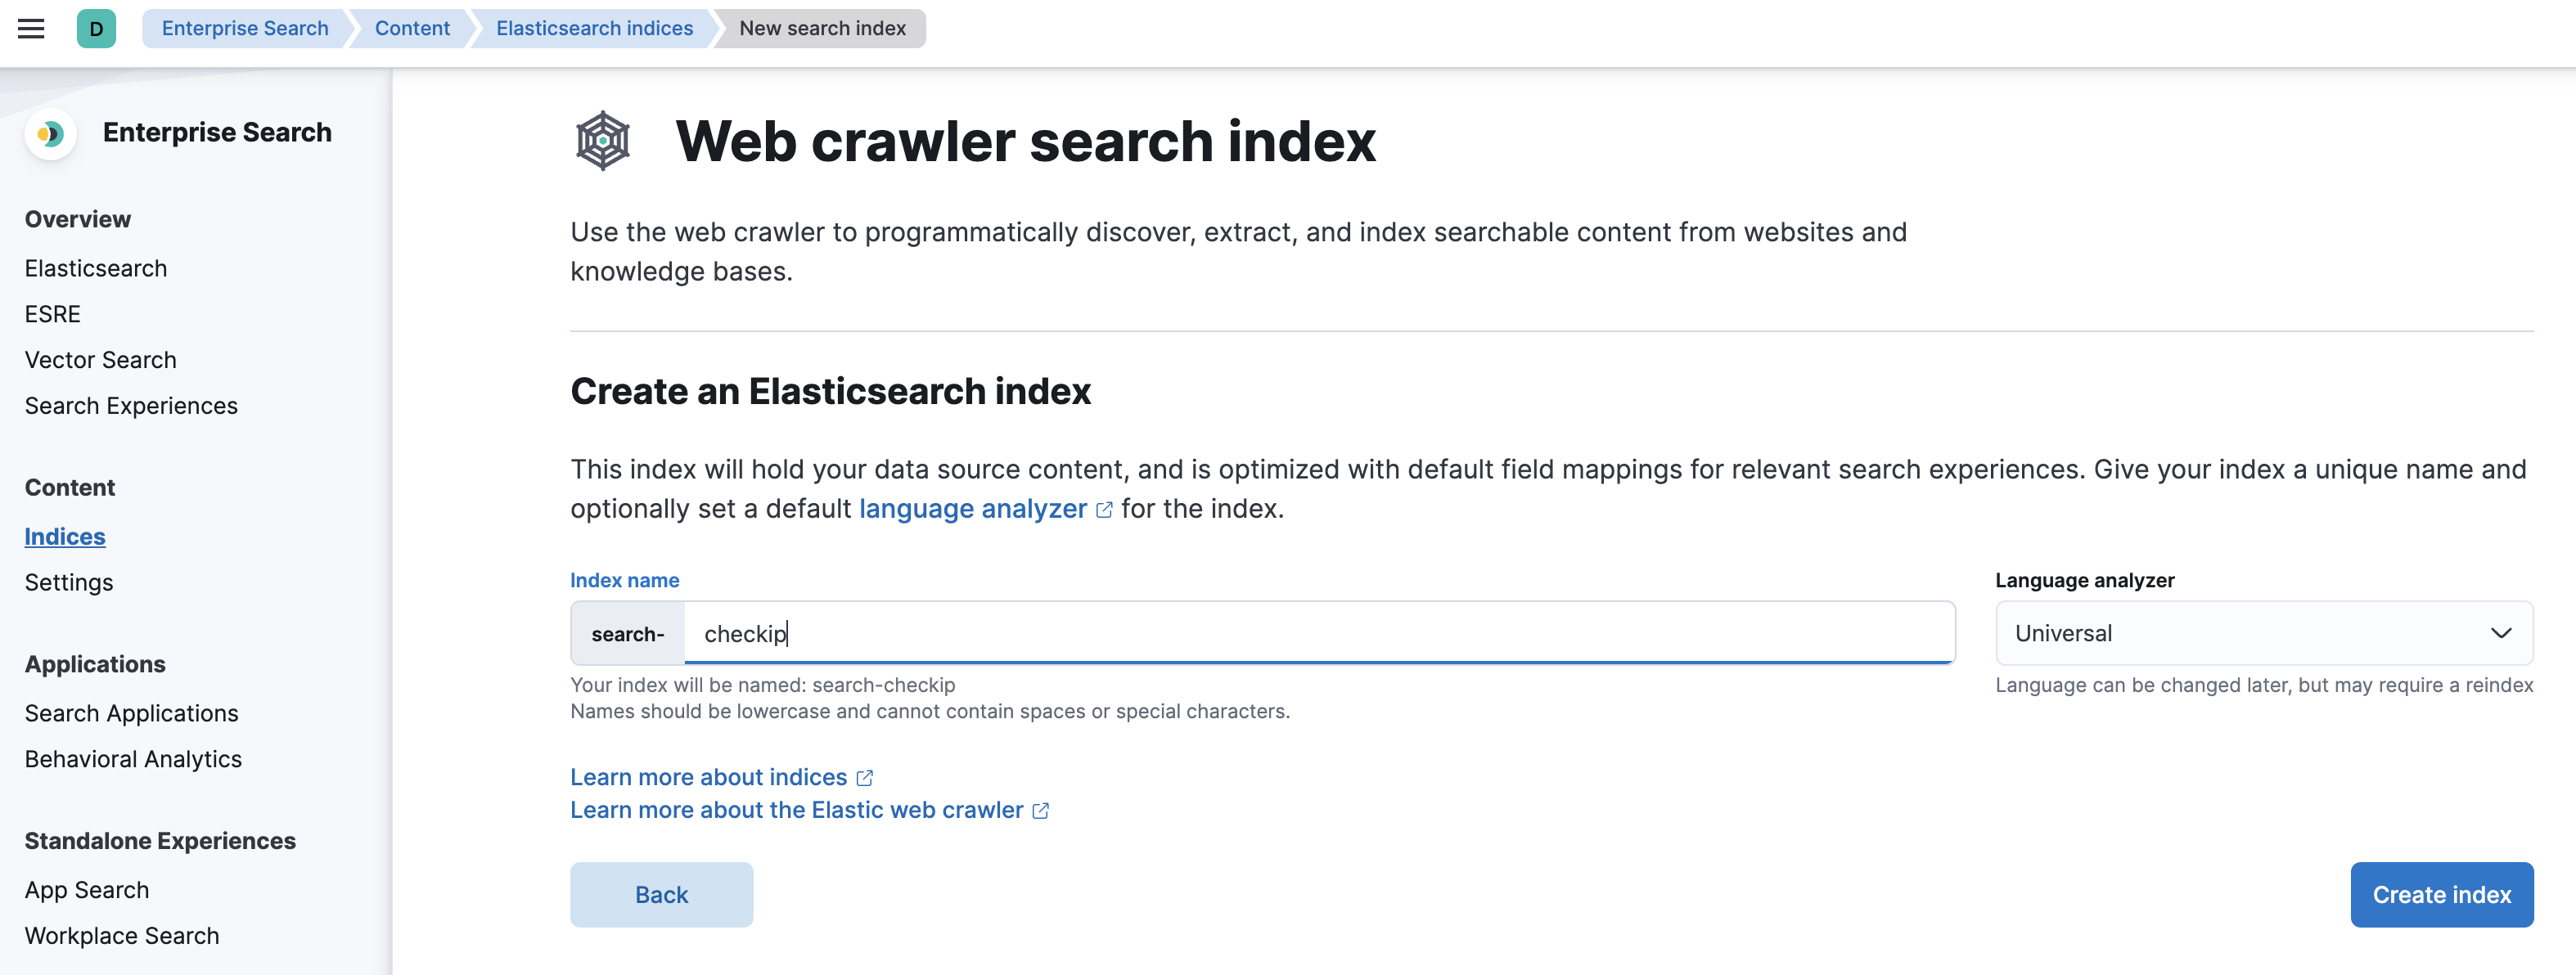 D
Enterprise Search
Content
Elasticsearch indices
New search index
Enterprise Search
Overview
Elasticsearch
ESRE
Vector Search
Search Experiences
Content
Indices
Settings
Applications
Search Applications
Behavioral Analytics
Standalone Experiences
App Search
Workplace Search
Web crawler search index
Use the web crawler to programmatically discover, extract, and index searchable content from websites and
knowledge bases.
Create an Elasticsearch index
This index will hold your data source content, and is optimized with default field mappings for relevant search experiences. Give your index a unique name and
optionally set a default language analyzer for the index.
Index name
search- checkip
Your index will be named: search-checkip
Names should be lowercase and cannot contain spaces or special characters.
Language analyzer
Universal
Language can be changed later, but may require a reindex
Learn more about indices
Learn more about the Elastic web crawler
Back
Create index